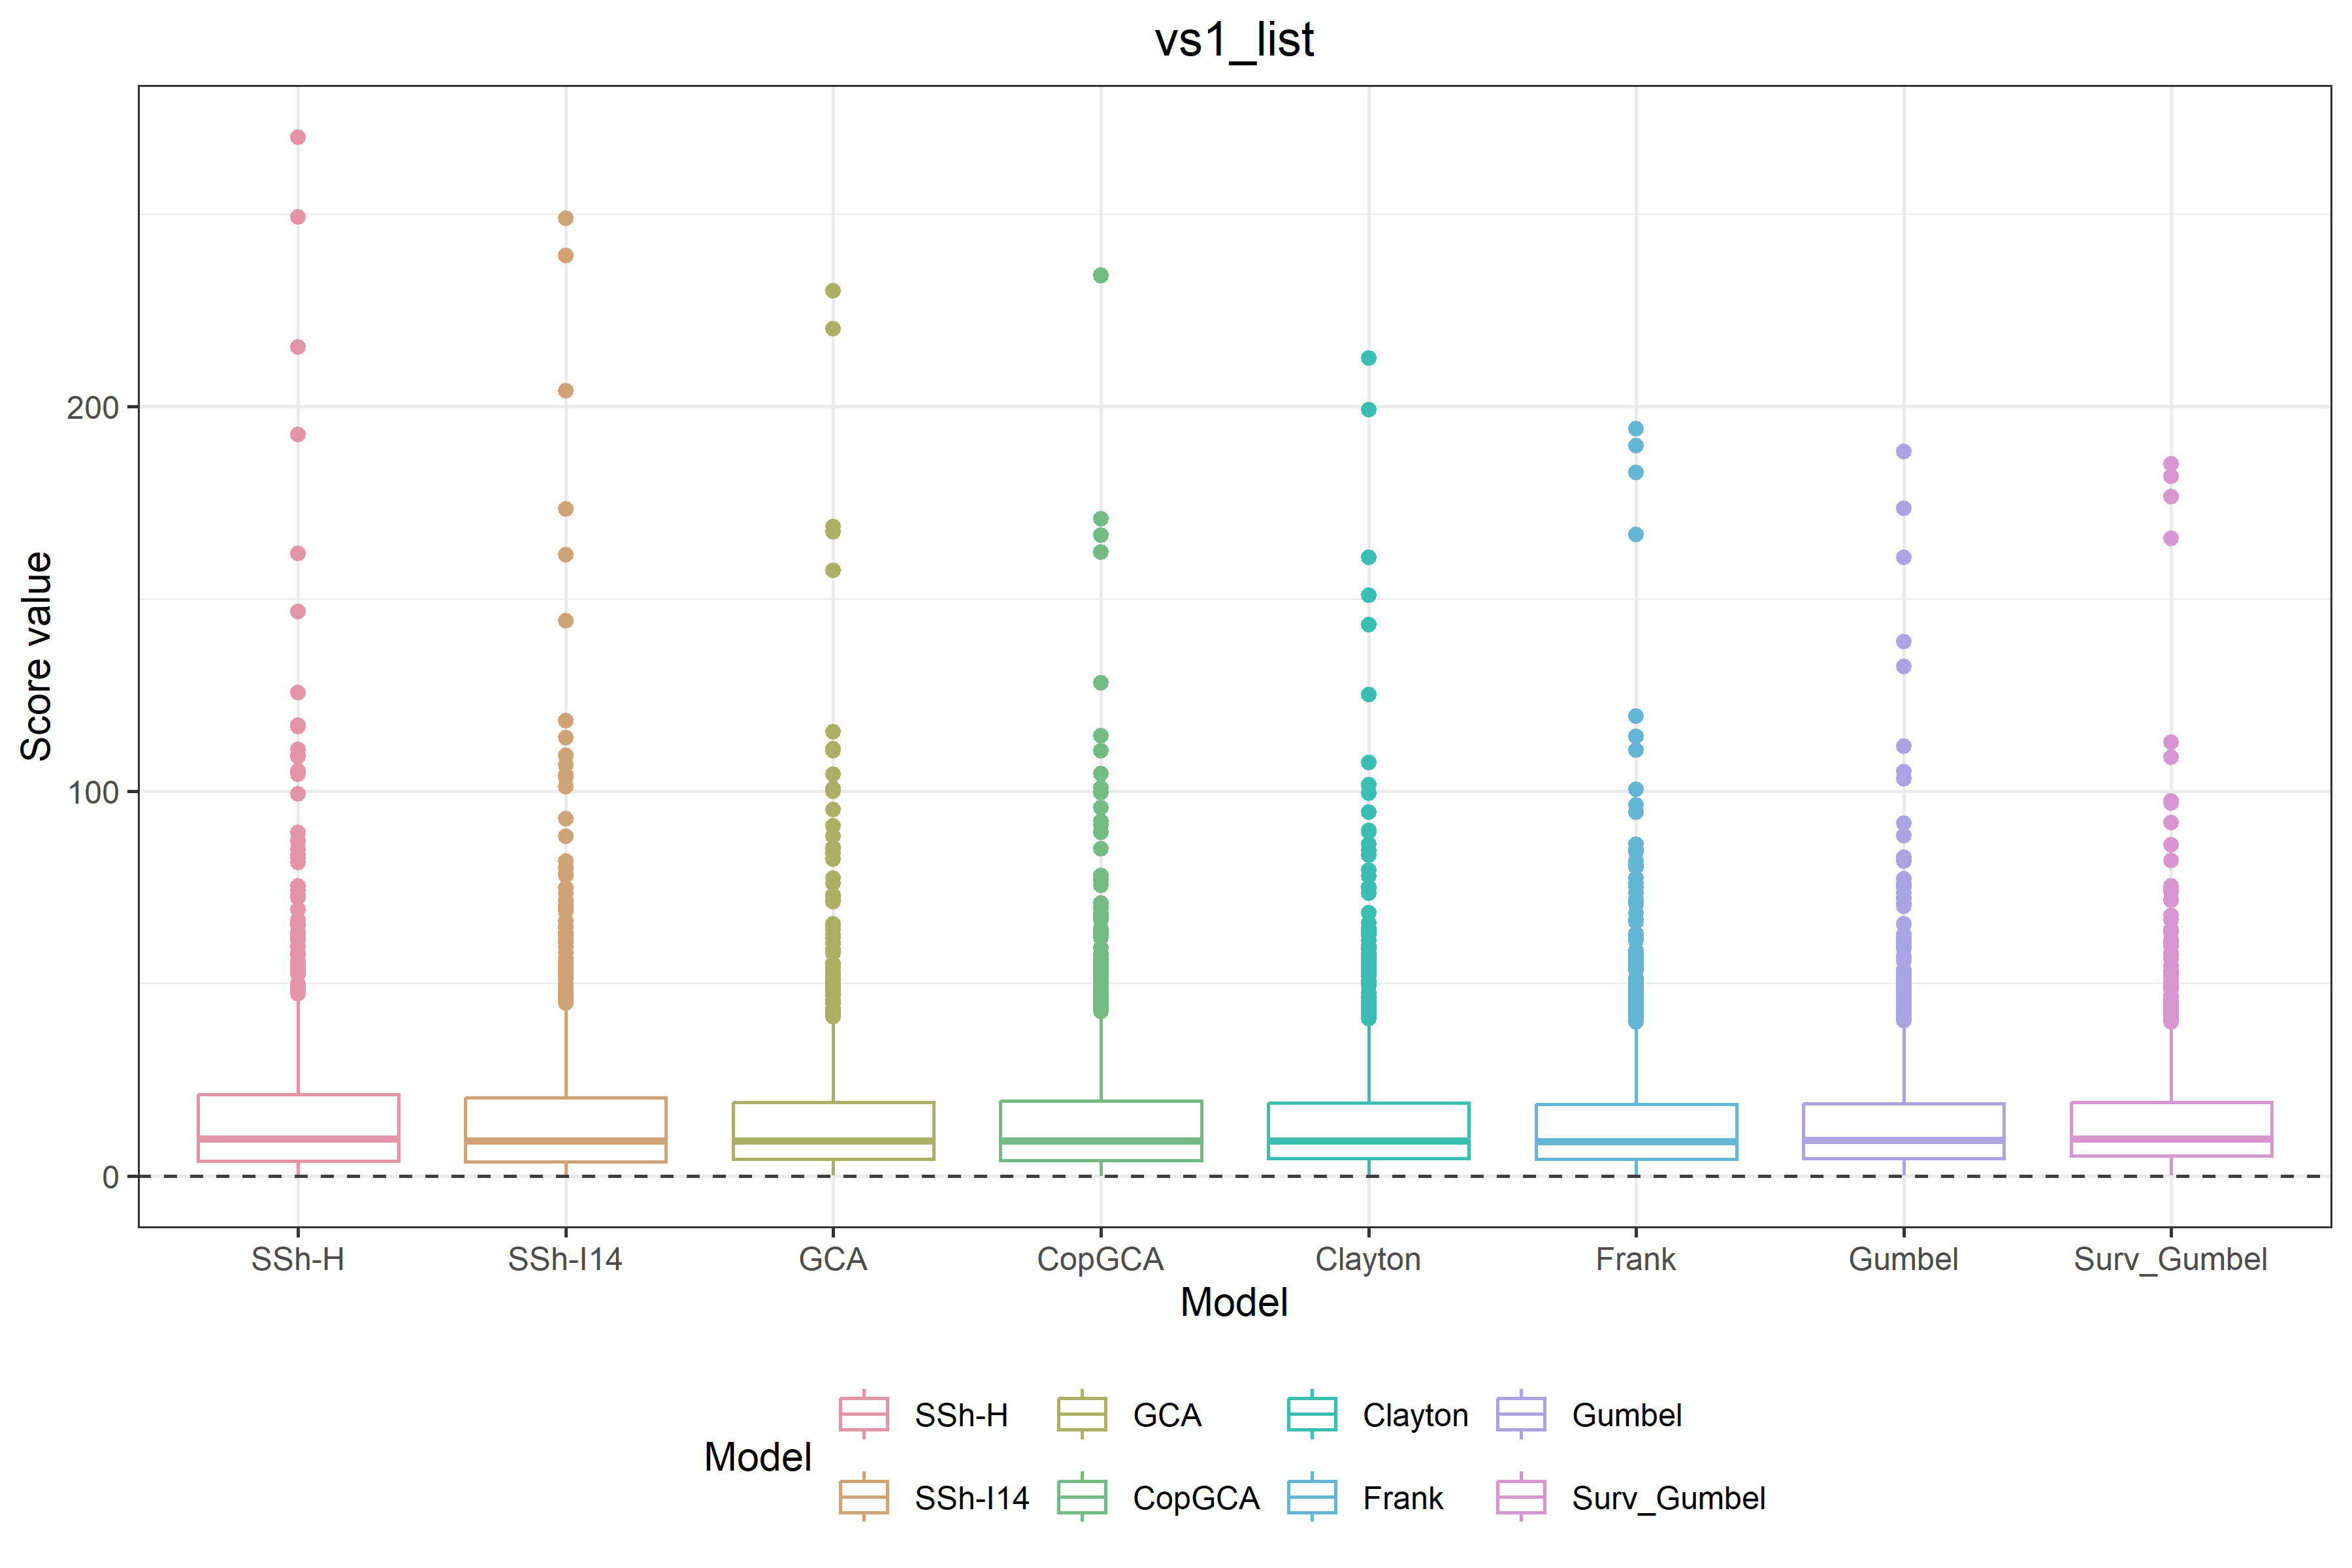 vs1_list
Score value
200
100
0
SSh-H SSh-I14 GCA CopGCA Clayton Frank Gumbel Surv_Gumbel
Model
Model
SSh-H GCA Clayton Gumbel
SSh-I14 CopGCA Frank Surv_Gumbel